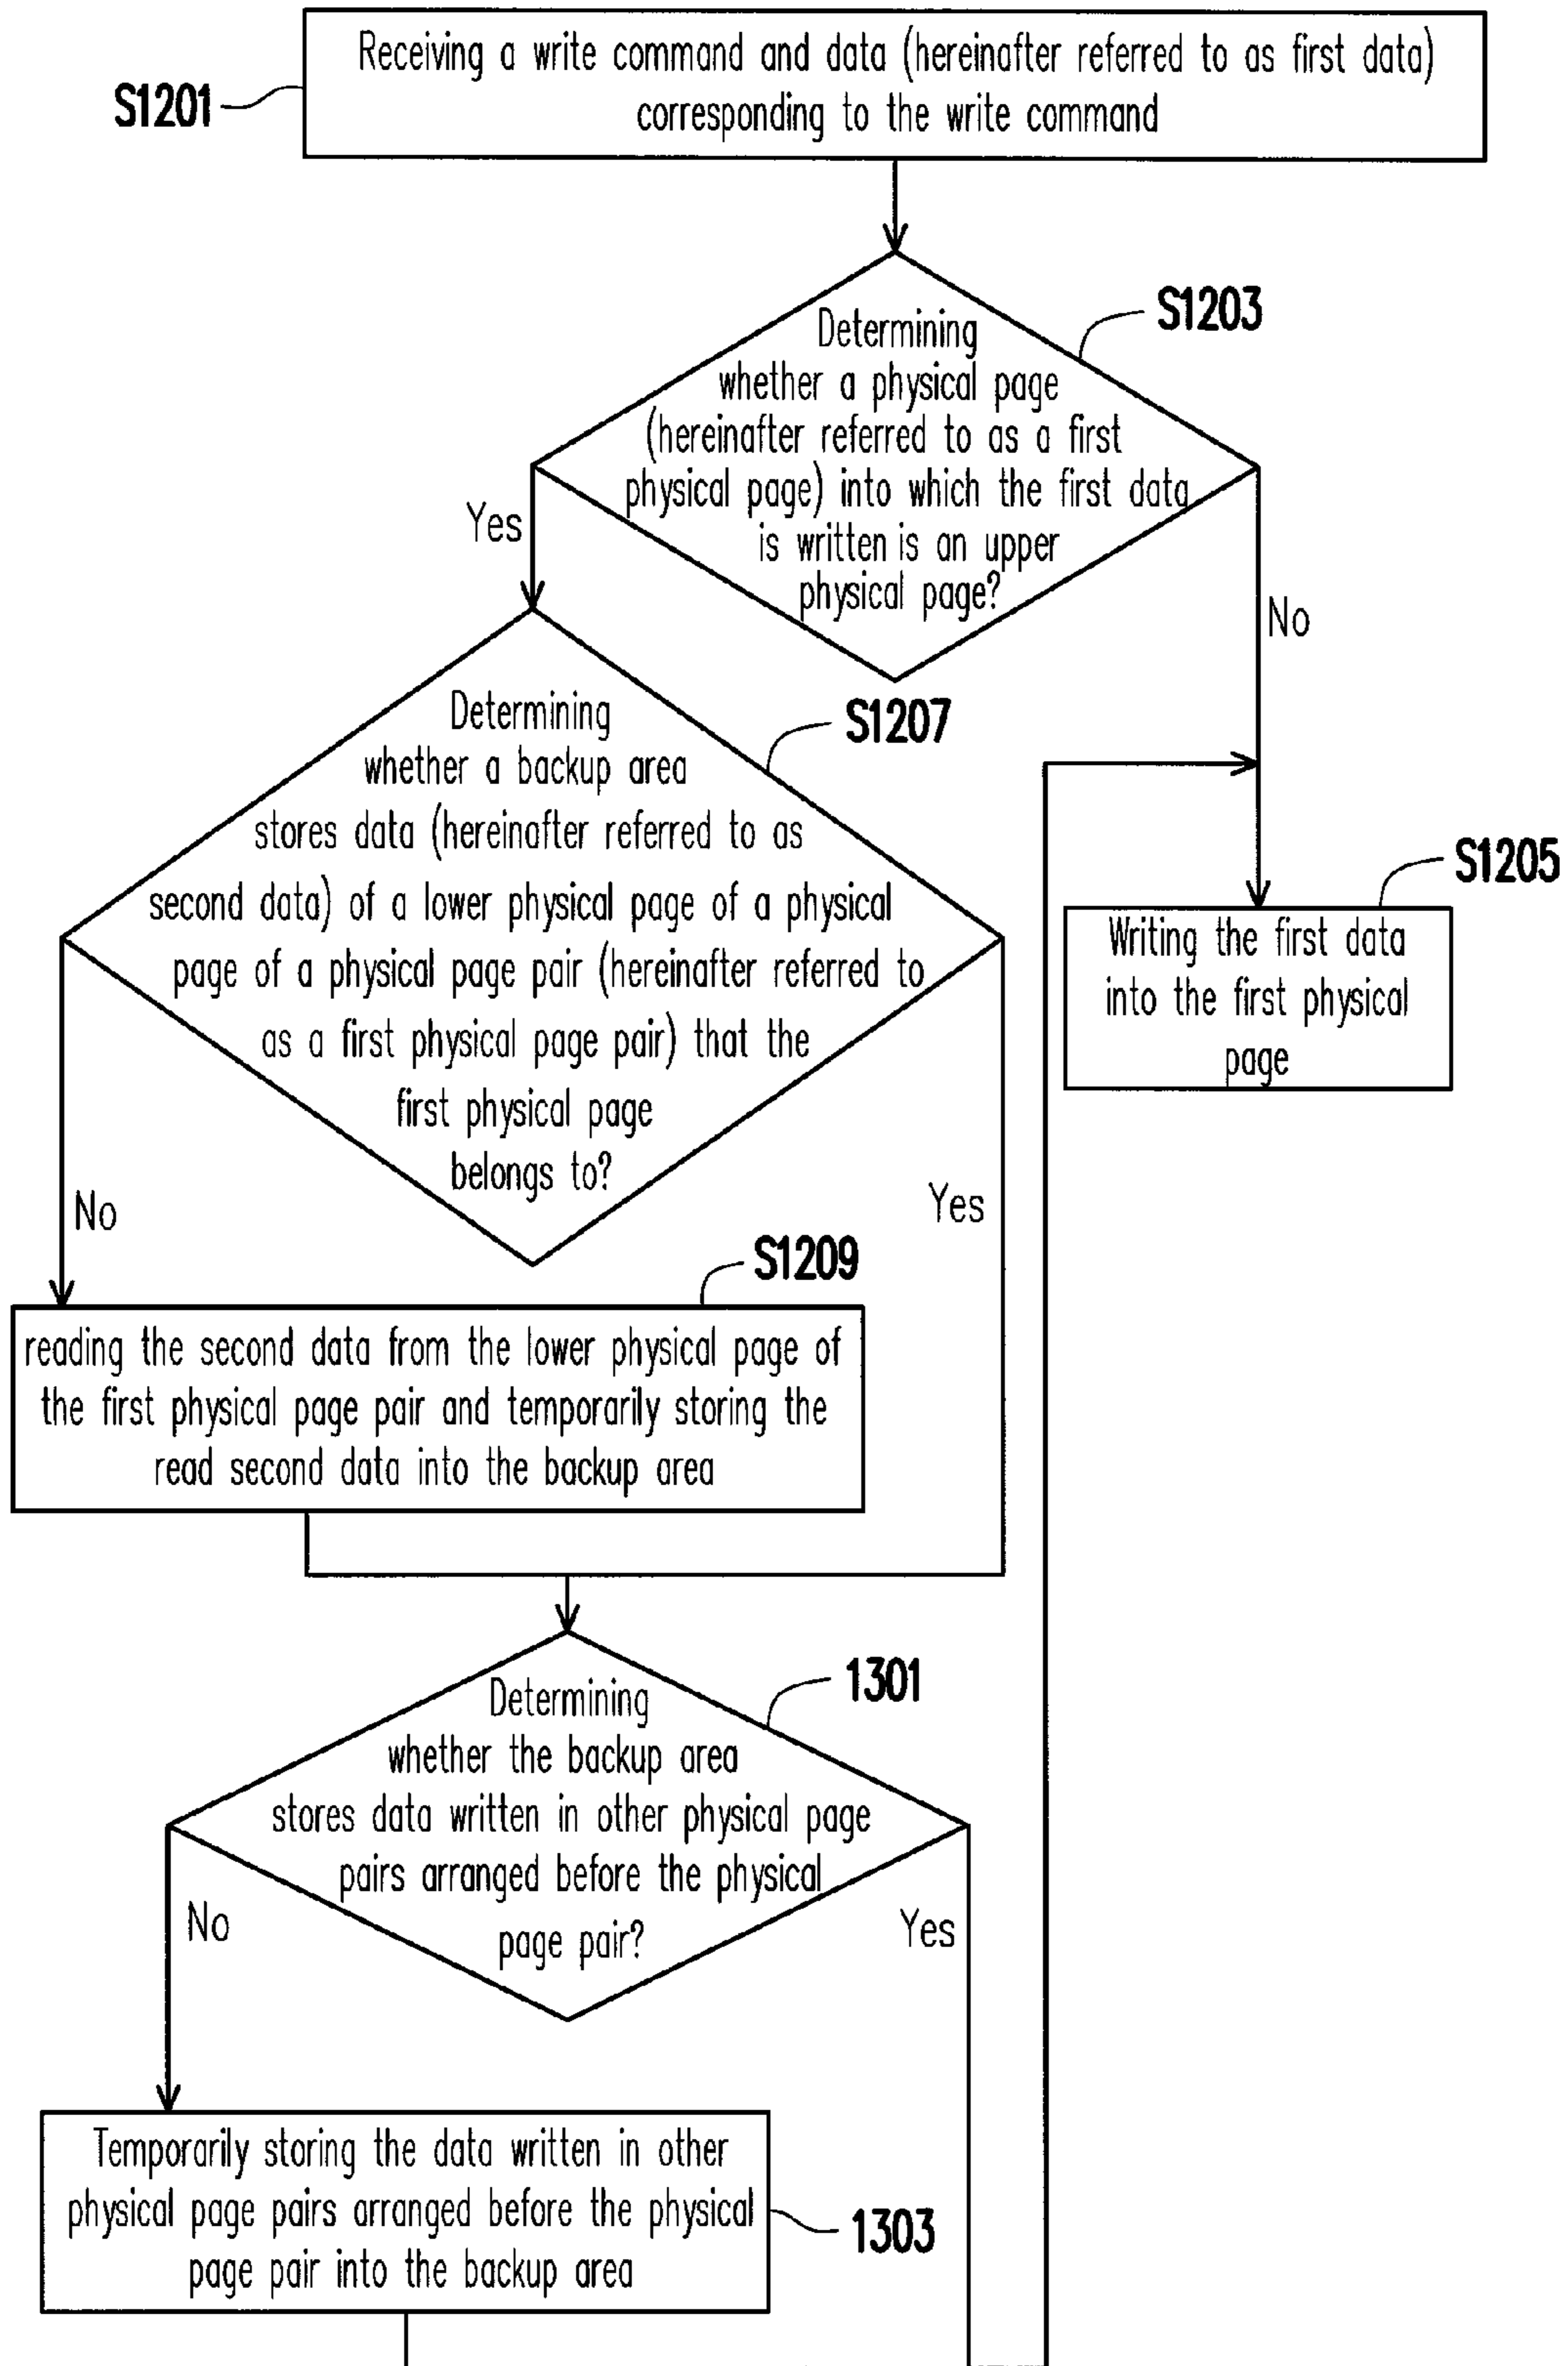 Receiving a write command and data (hereinafter referred to as first data)
corresponding to the write command
S1201
S1203
Determining
whether a physical page
(hereinafter referred to as a first
physical page) into which the first data
is written is an upper
physical page?
Yes
No
S1207
Determining
whether a backup area
stores data (hereinafter referred to as
second data) of a lower physical page of a physical
page of a physical page pair (hereinafter referred to
as a first physical page pair) that the
first physical page
belongs to?
S1205
Writing the first data
into the first physical
page
No
Yes
S1209
reading the second data from the lower physical page of
the first physical page pair and temporarily storing the
read second data into the backup area
1301
Determining
whether the backup area
stores data written in other physical page
pairs arranged before the physical
page pair?
No
Yes
Temporarily storing the data written in other
physical page pairs arranged before the physical
page pair into the backup area
1303